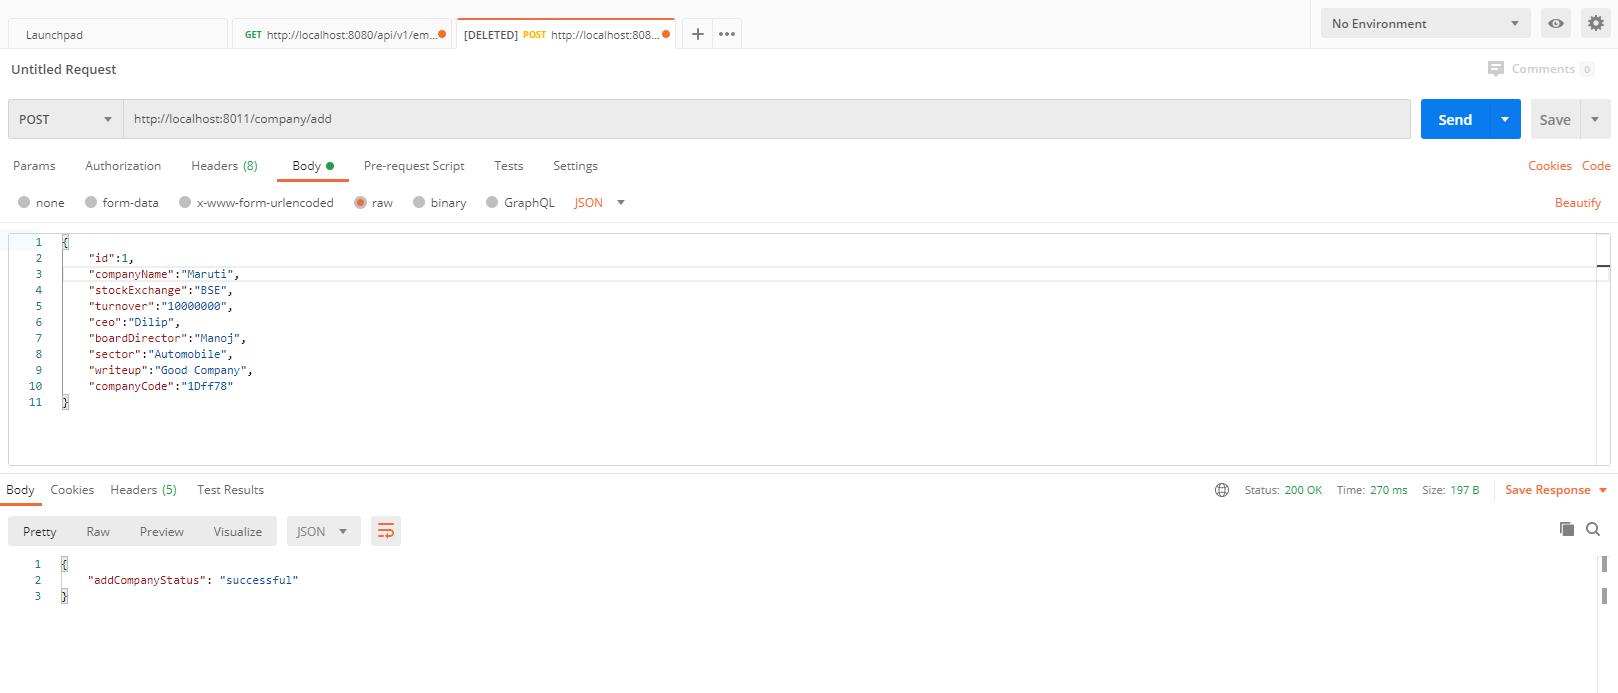 Launchpad
GET http://localhost:8080/api/v1/em...
[DELETED] POST http://localhost:808...
No Environment
Untitled Request
Comments 0
POST http://localhost:8011/company/add
Send
Save
Params Authorization Headers (8) Body Pre-request Script Tests Settings
Cookies Code
none form-data x-www-form-urlencoded raw binary GraphQL JSON
Beautify
1 {
2 "id":1,
3 "companyName":"Maruti",
4 "stockExchange":"BSE",
5 "turnover":"10000000",
6 "ceo":"Dilip",
7 "boardDirector":"Manoj",
8 "sector":"Automobile",
9 "writeup":"Good Company",
10 "companyCode":"1Dff78"
11 }
Body Cookies Headers (5) Test Results
Status: 200 OK Time: 270 ms Size: 197 B Save Response
Pretty Raw Preview Visualize JSON
1 {
2 "addCompanyStatus": "successful"
3 }